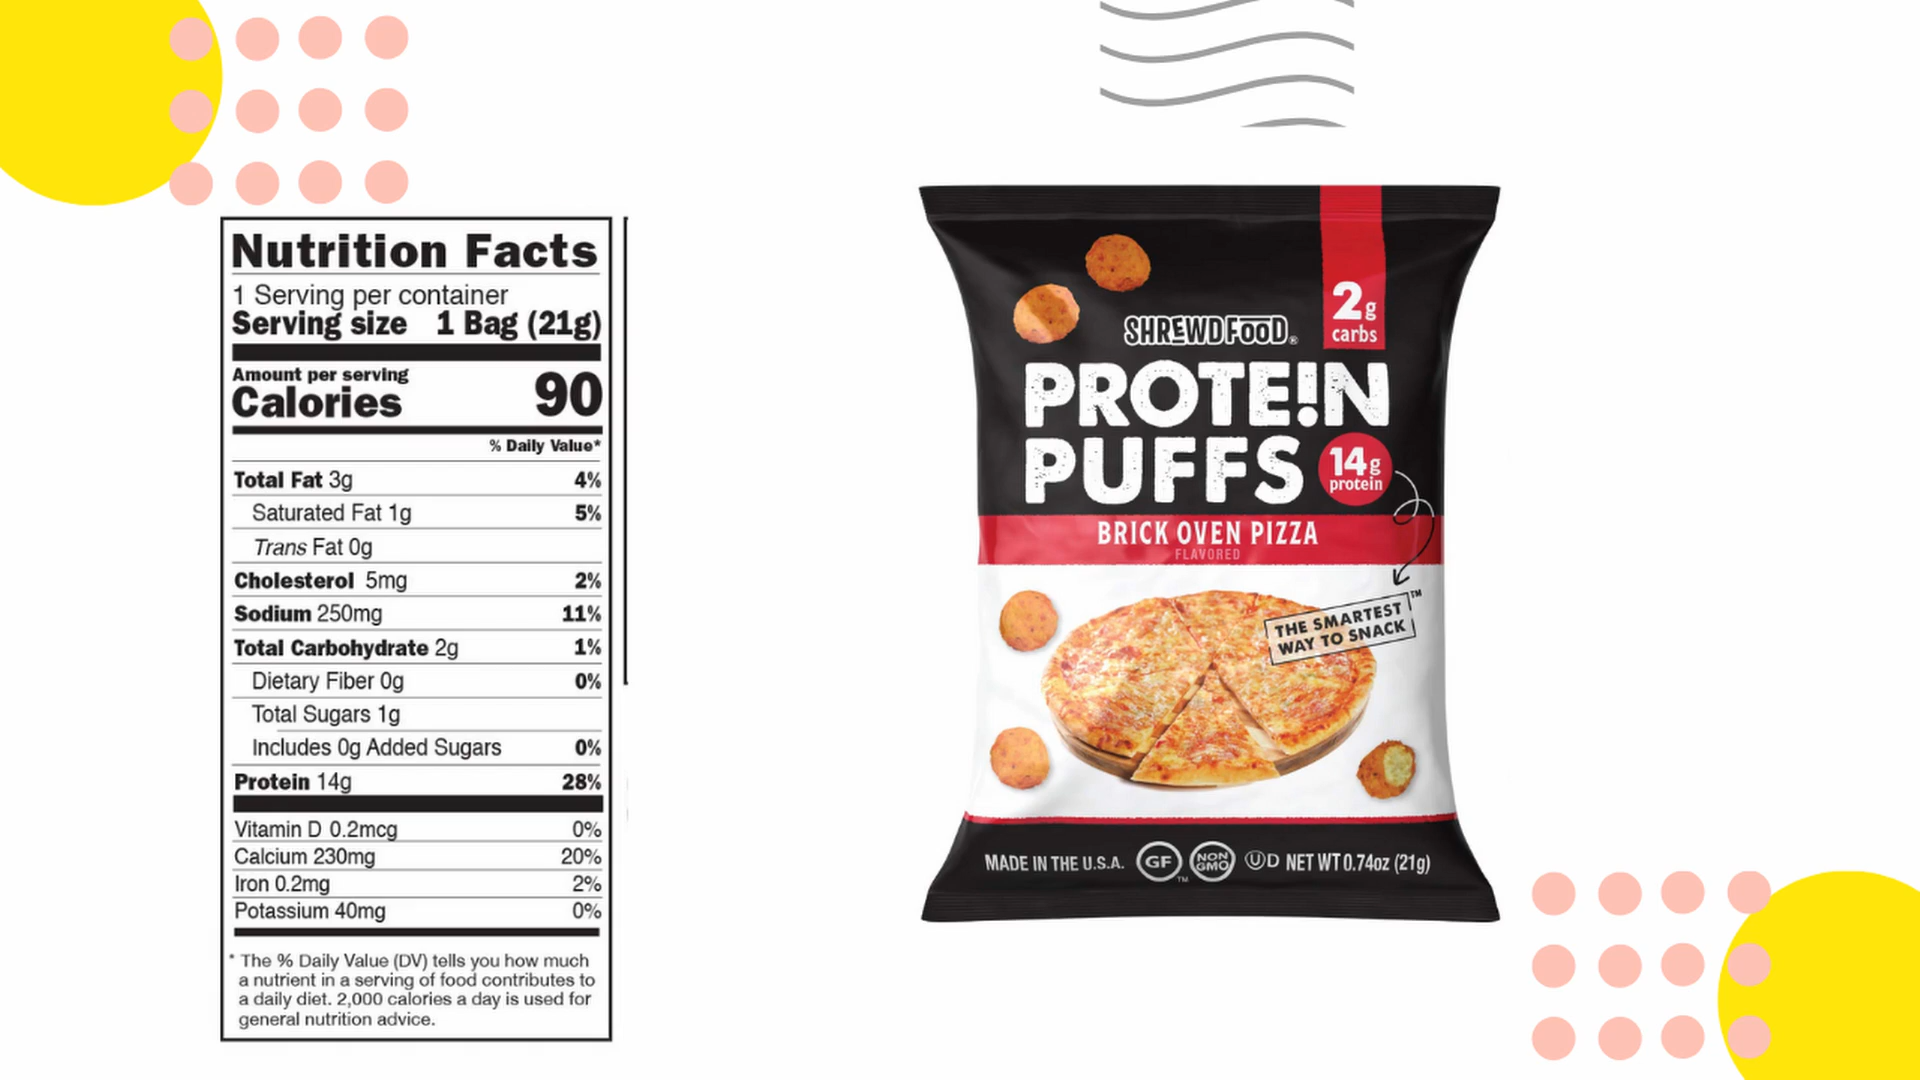 Nutrition Facts
1 Serving per container
Serving size 1 Bag (21g)
Amount per serving
Calories 90
% Daily Value*
Total Fat 3g 4%
Saturated Fat 1g 5%
Trans Fat 0g
Cholesterol 5mg 2%
Sodium 250mg 11%
Total Carbohydrate 2g 1%
Dietary Fiber 0g 0%
Total Sugars 1g
Includes 0g Added Sugars 0%
Protein 14g 28%
Vitamin D 0.2mcg 0%
Calcium 230mg 20%
Iron 0.2mg 2%
Potassium 40mg 0%
* The % Daily Value (DV) tells you how much
a nutrient in a serving of food contributes to
a daily diet. 2,000 calories a day is used for
general nutrition advice.
2g
carbs
SHREWD FOOD®
PROTE!N
PUFFS
14g
protein
BRICK OVEN PIZZA
FLAVORED
THE SMARTEST™
WAY TO SNACK
MADE IN THE U.S.A. GF™ NON GMO UD NET WT 0.74oz (21g)